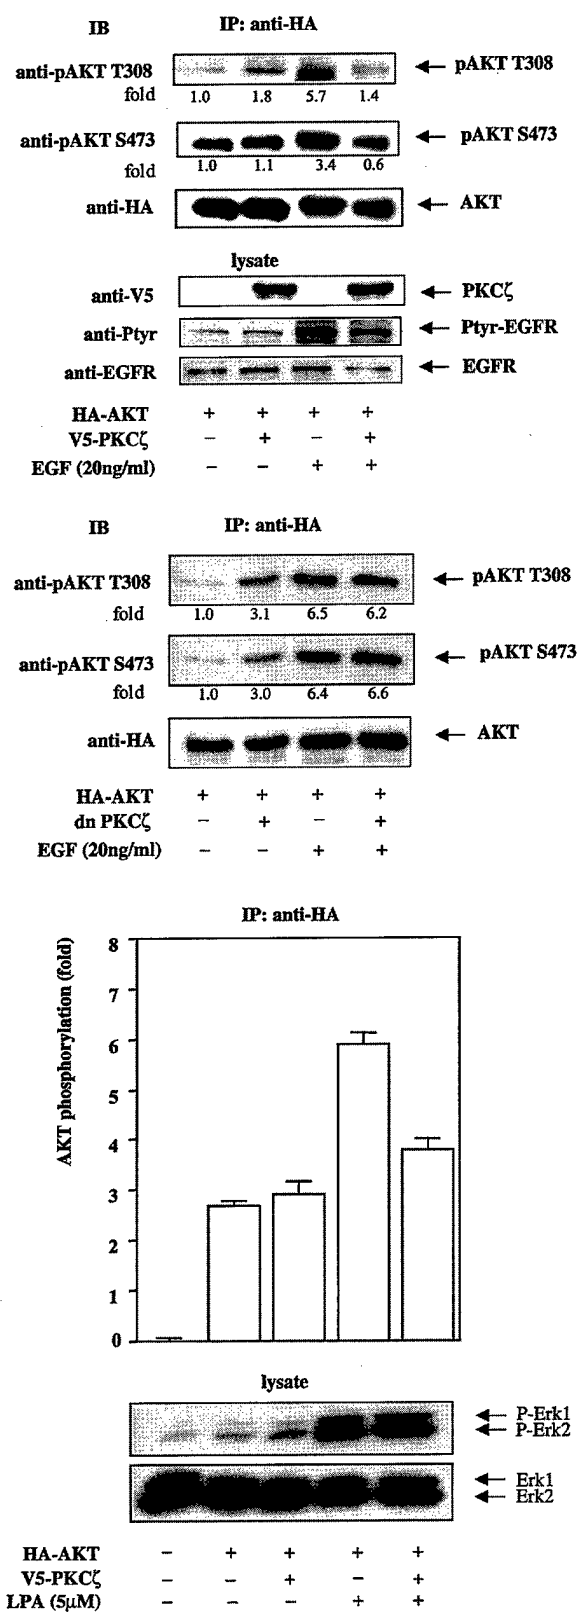 IB IP: anti-HA
anti-pAKT T308 pAKT T308
fold 1.0 1.8 5.7 1.4
anti-pAKT S473 pAKT S473
fold 1.0 1.1 3.4 0.6
anti-HA AKT
lysate
anti-V5 PKCζ
anti-Ptyr Ptyr-EGFR
anti-EGFR EGFR
HA-AKT + + + +
V5-PKCζ – + – +
EGF (20ng/ml) – – + +
IB IP: anti-HA
anti-pAKT T308 pAKT T308
fold 1.0 3.1 6.5 6.2
anti-pAKT S473 pAKT S473
fold 1.0 3.0 6.4 6.6
anti-HA AKT
HA-AKT + + + +
dn PKCζ – + – +
EGF (20ng/ml) – – + +
IP: anti-HA
AKT phosphorylation (fold)
8
7
6
5
4
3
2
1
0
lysate
P-Erk1
P-Erk2
Erk1
Erk2
HA-AKT – + + + +
V5-PKCζ – – + – +
LPA (5μM) – – – + +